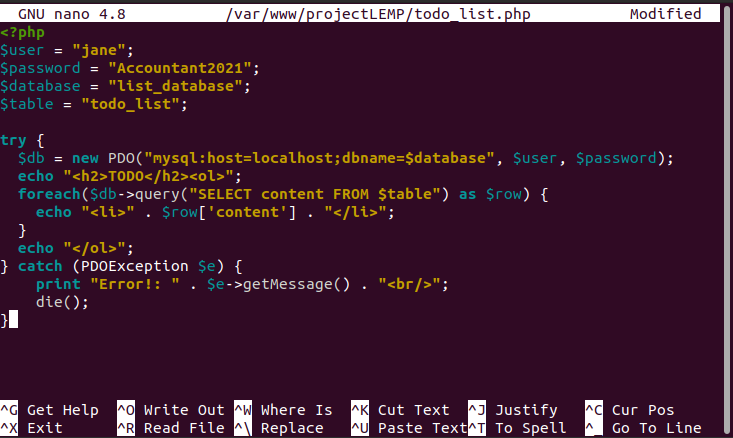 GNU nano 4.8 /var/www/projectLEMP/todo_list.php Modified
<?php
$user = "jane";
$password = "Accountant2021";
$database = "list_database";
$table = "todo_list";
try {
  $db = new PDO("mysql:host=localhost;dbname=$database", $user, $password);
  echo "<h2>TODO</h2><ol>";
  foreach($db->query("SELECT content FROM $table") as $row) {
    echo "<li>" . $row['content'] . "</li>";
  }
  echo "</ol>";
} catch (PDOException $e) {
    print "Error!: " . $e->getMessage() . "<br/>";
    die();
}
^G Get Help ^O Write Out ^W Where Is ^K Cut Text ^J Justify ^C Cur Pos
^X Exit ^R Read File ^\ Replace ^U Paste Text ^T To Spell ^_ Go To Line